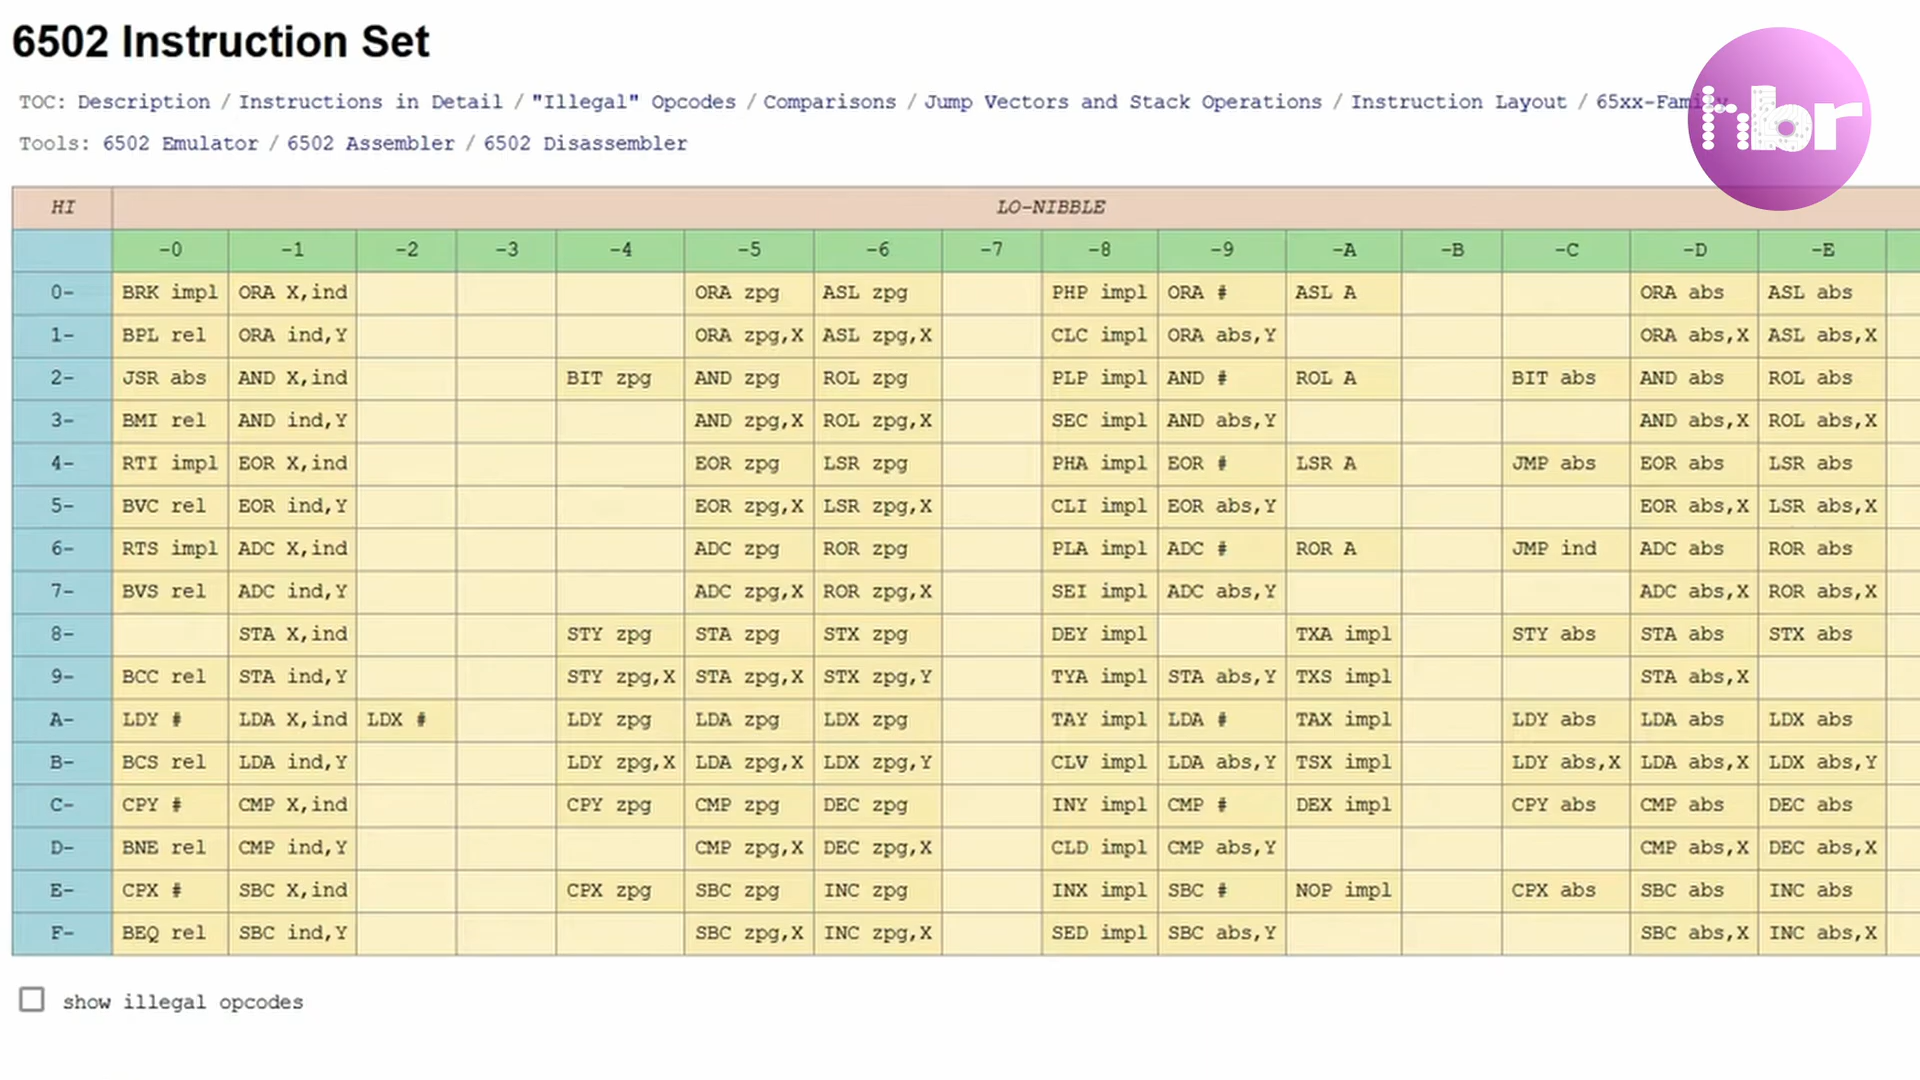 6502 Instruction Set
TOC: Description / Instructions in Detail / "Illegal" Opcodes / Comparisons / Jump Vectors and Stack Operations / Instruction Layout / 65xx-Family
hbr
Tools: 6502 Emulator / 6502 Assembler / 6502 Disassembler
HI LO-NIBBLE
-0 -1 -2 -3 -4 -5 -6 -7 -8 -9 -A -B -C -D -E
0- BRK impl ORA X,ind ORA zpg ASL zpg PHP impl ORA # ASL A ORA abs ASL abs
1- BPL rel ORA ind,Y ORA zpg,X ASL zpg,X CLC impl ORA abs,Y ORA abs,X ASL abs,X
2- JSR abs AND X,ind BIT zpg AND zpg ROL zpg PLP impl AND # ROL A BIT abs AND abs ROL abs
3- BMI rel AND ind,Y AND zpg,X ROL zpg,X SEC impl AND abs,Y AND abs,X ROL abs,X
4- RTI impl EOR X,ind EOR zpg LSR zpg PHA impl EOR # LSR A JMP abs EOR abs LSR abs
5- BVC rel EOR ind,Y EOR zpg,X LSR zpg,X CLI impl EOR abs,Y EOR abs,X LSR abs,X
6- RTS impl ADC X,ind ADC zpg ROR zpg PLA impl ADC # ROR A JMP ind ADC abs ROR abs
7- BVS rel ADC ind,Y ADC zpg,X ROR zpg,X SEI impl ADC abs,Y ADC abs,X ROR abs,X
8- STA X,ind STY zpg STA zpg STX zpg DEY impl TXA impl STY abs STA abs STX abs
9- BCC rel STA ind,Y STY zpg,X STA zpg,X STX zpg,Y TYA impl STA abs,Y TXS impl STA abs,X
A- LDY # LDA X,ind LDX # LDY zpg LDA zpg LDX zpg TAY impl LDA # TAX impl LDY abs LDA abs LDX abs
B- BCS rel LDA ind,Y LDY zpg,X LDA zpg,X LDX zpg,Y CLV impl LDA abs,Y TSX impl LDY abs,X LDA abs,X LDX abs,Y
C- CPY # CMP X,ind CPY zpg CMP zpg DEC zpg INY impl CMP # DEX impl CPY abs CMP abs DEC abs
D- BNE rel CMP ind,Y CMP zpg,X DEC zpg,X CLD impl CMP abs,Y CMP abs,X DEC abs,X
E- CPX # SBC X,ind CPX zpg SBC zpg INC zpg INX impl SBC # NOP impl CPX abs SBC abs INC abs
F- BEQ rel SBC ind,Y SBC zpg,X INC zpg,X SED impl SBC abs,Y SBC abs,X INC abs,X
show illegal opcodes